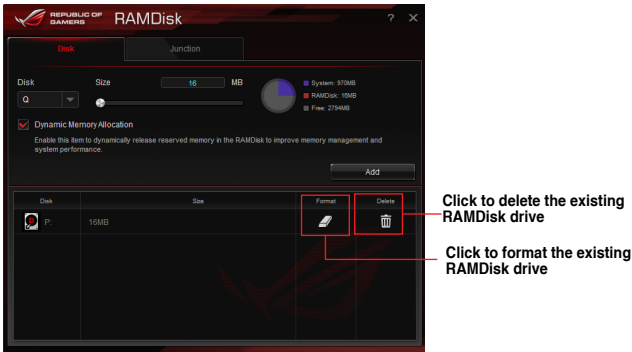 REPUBLIC OF
GAMERS
RAMDisk
? ×
Disk
Junction
Disk
Size
16
MB
Q
System: 970MB
RAMDisk: 16MB
Free: 2794MB
Dynamic Memory Allocation
Enable this item to dynamically release reserved memory in the RAMDisk to improve memory management and
system performance.
Add
Disk
Size
Format
Delete
P:
16MB
Click to delete the existing
RAMDisk drive
Click to format the existing
RAMDisk drive